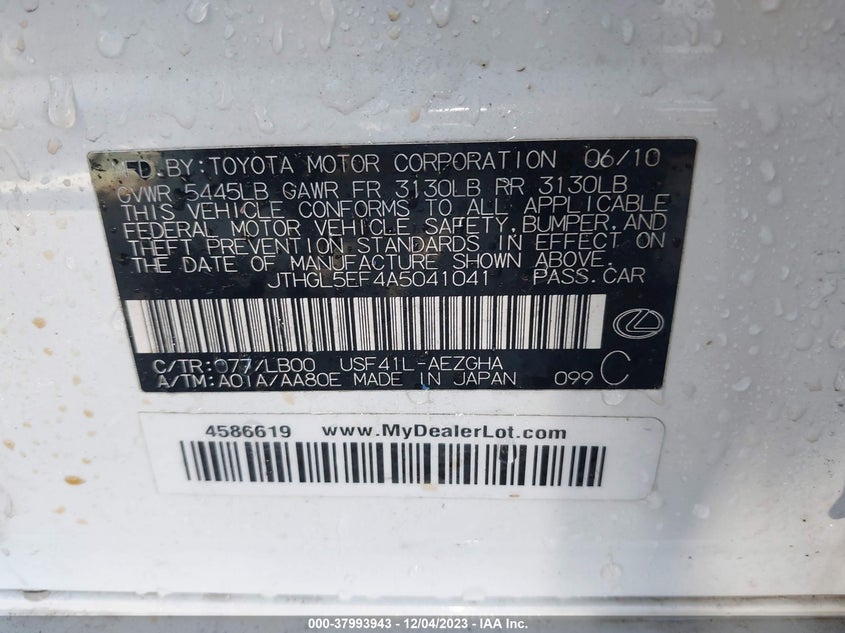 MFD. BY: TOYOTA MOTOR CORPORATION 06/10
GVWR 5445LB GAWR FR 3130LB RR 3130LB
THIS VEHICLE CONFORMS TO ALL APPLICABLE
FEDERAL MOTOR VEHICLE SAFETY, BUMPER, AND
THEFT PREVENTION STANDARDS IN EFFECT ON
THE DATE OF MANUFACTURE SHOWN ABOVE.
JTHGL5EF4A5041041 PASS. CAR
C/TR: 077/LB00 USF41L-AEZGHA
A/TM: A01A/AA80E MADE IN JAPAN 099 C
4586619 www.MyDealerLot.com
000-37993943 - 12/04/2023 - IAA Inc.